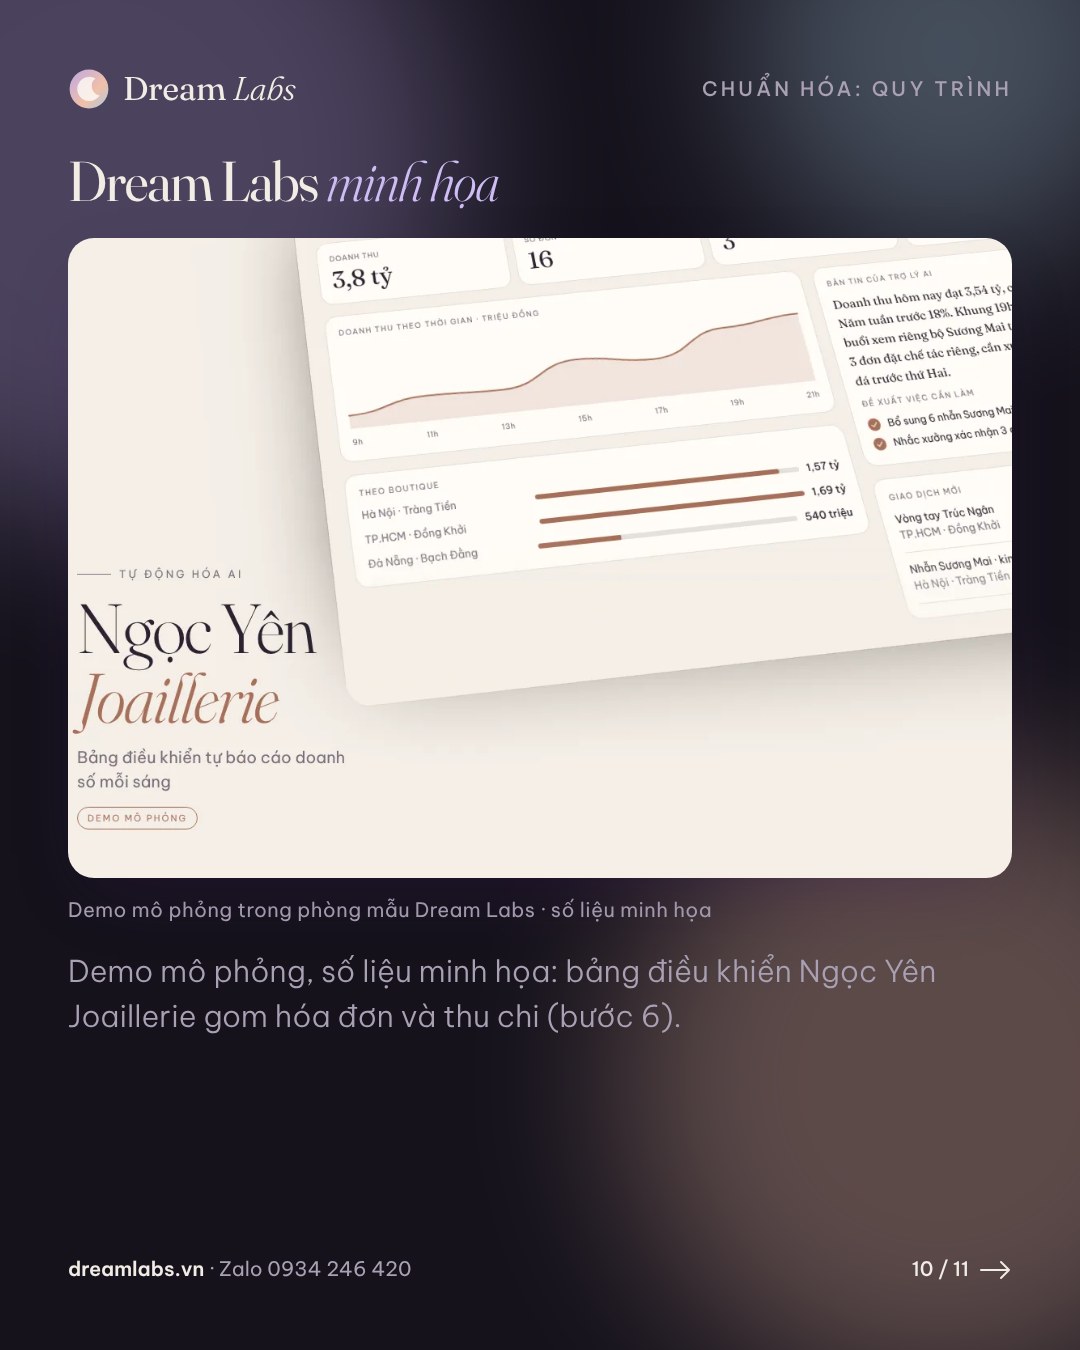 Dream Labs
CHUẨN HÓA: QUY TRÌNH
Dream Labs minh họa
DOANH THU
3,8 tỷ
16
3
DOANH THU THEO THỜI GIAN · TRIỆU ĐỒNG
9h 11h 13h 15h 17h 19h 21h
THEO BOUTIQUE
Hà Nội · Tràng Tiền 1,57 tỷ
TP.HCM · Đồng Khởi 1,69 tỷ
Đà Nẵng · Bạch Đằng 540 triệu
BẢN TIN CỦA TRỢ LÝ AI
Doanh thu hôm nay đạt 3,54 tỷ,
Năm tuần trước 18%. Khung 19h
buổi xem riêng bộ Sương Mai
3 đơn đặt chế tác riêng, cần
đá trước thứ Hai.
ĐỀ XUẤT VIỆC CẦN LÀM
Bổ sung 6 nhẫn Sương Mai
Nhắc xưởng xác nhận 3
GIAO DỊCH MỚI
Vòng tay Trúc Ngân
TP.HCM · Đồng Khởi
Nhẫn Sương Mai ·
Hà Nội · Tràng Tiền
TỰ ĐỘNG HÓA AI
Ngọc Yên
Joaillerie
Bảng điều khiển tự báo cáo doanh
số mỗi sáng
DEMO MÔ PHỎNG
Demo mô phỏng trong phòng mẫu Dream Labs · số liệu minh họa
Demo mô phỏng, số liệu minh họa: bảng điều khiển Ngọc Yên
Joaillerie gom hóa đơn và thu chi (bước 6).
dreamlabs.vn · Zalo 0934 246 420
10 / 11